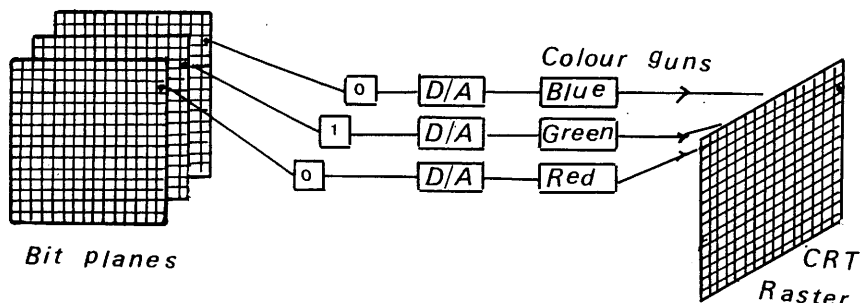 Colour guns
0 D/A Blue
1 D/A Green
0 D/A Red
Bit planes
CRT
Raster